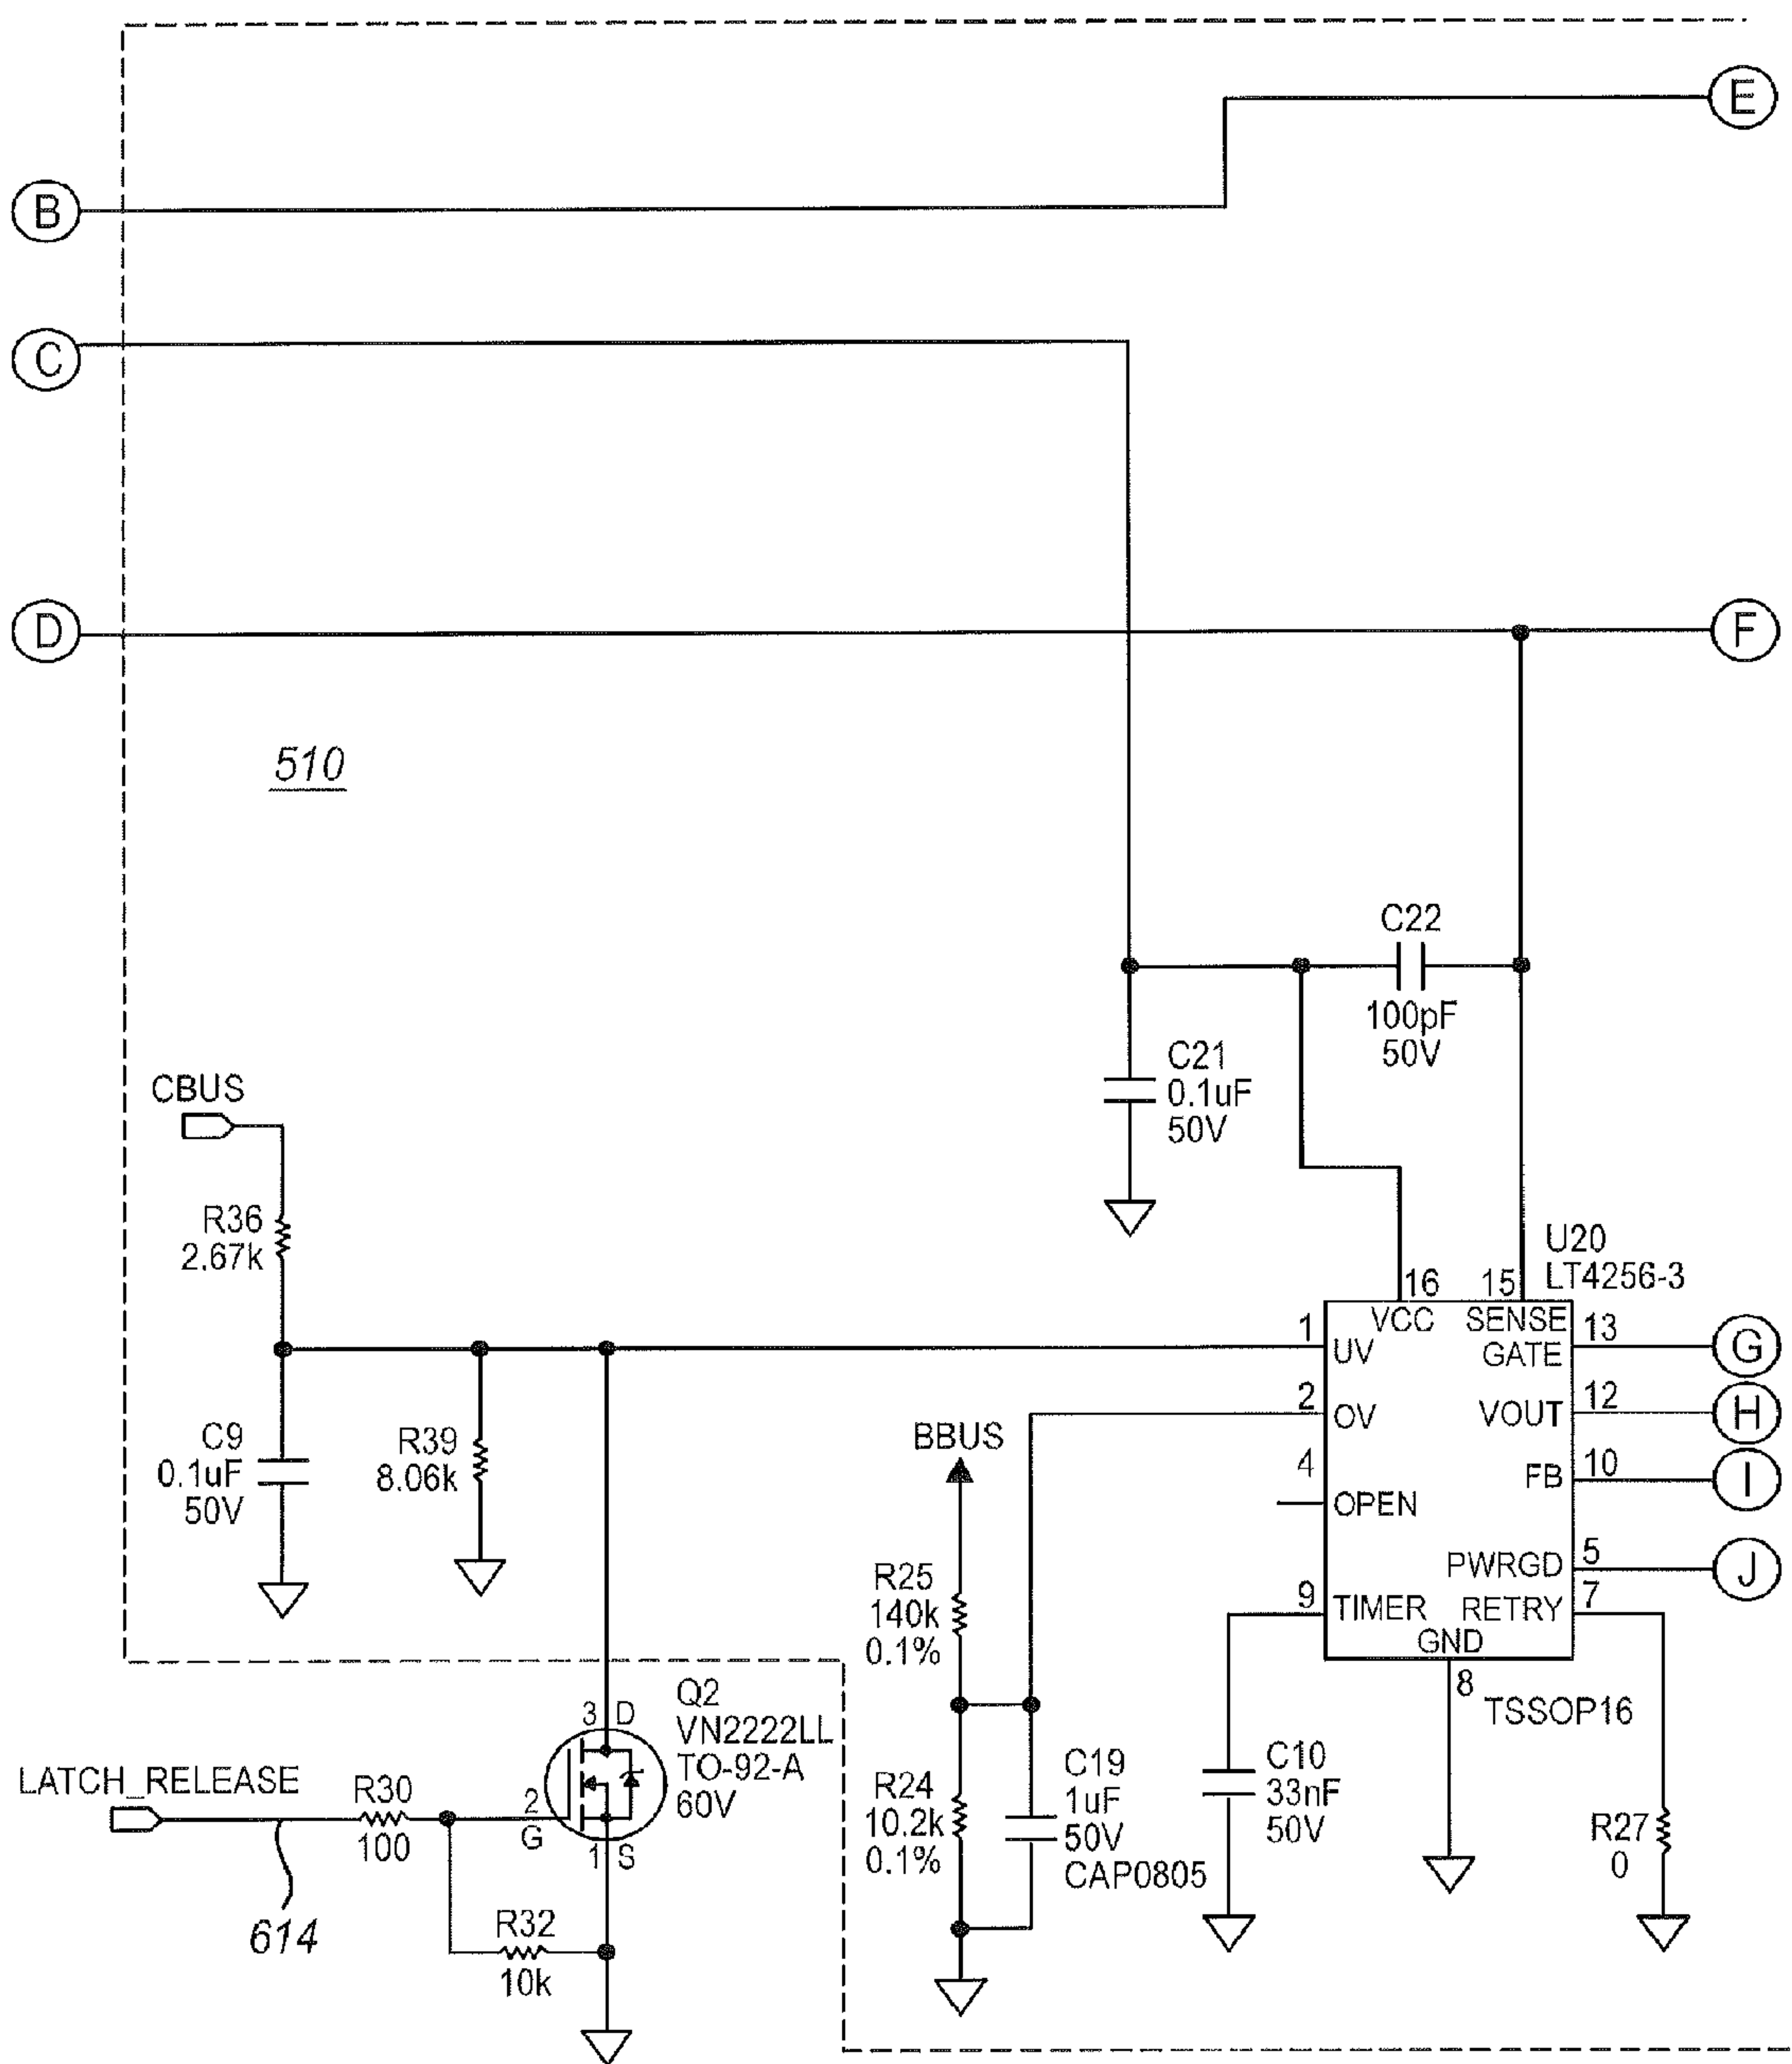 E
B
C
D
F
510
C22
100pF
50V
C21
0.1uF
50V
CBUS
R36
2.67k
U20
LT4256-3
16
15
VCC
SENSE
1
UV
GATE
13
G
2
OV
VOUT
12
H
BBUS
4
OPEN
FB
10
I
C9
0.1uF
50V
R39
8.06k
PWRGD
5
J
R25
140k
0.1%
9
TIMER
RETRY
7
GND
8
TSSOP16
Q2
VN2222LL
TO-92-A
60V
3
D
2
G
1
S
LATCH_RELEASE
R30
100
614
R32
10k
R24
10.2k
0.1%
C19
1uF
50V
CAP0805
C10
33nF
50V
R27
0